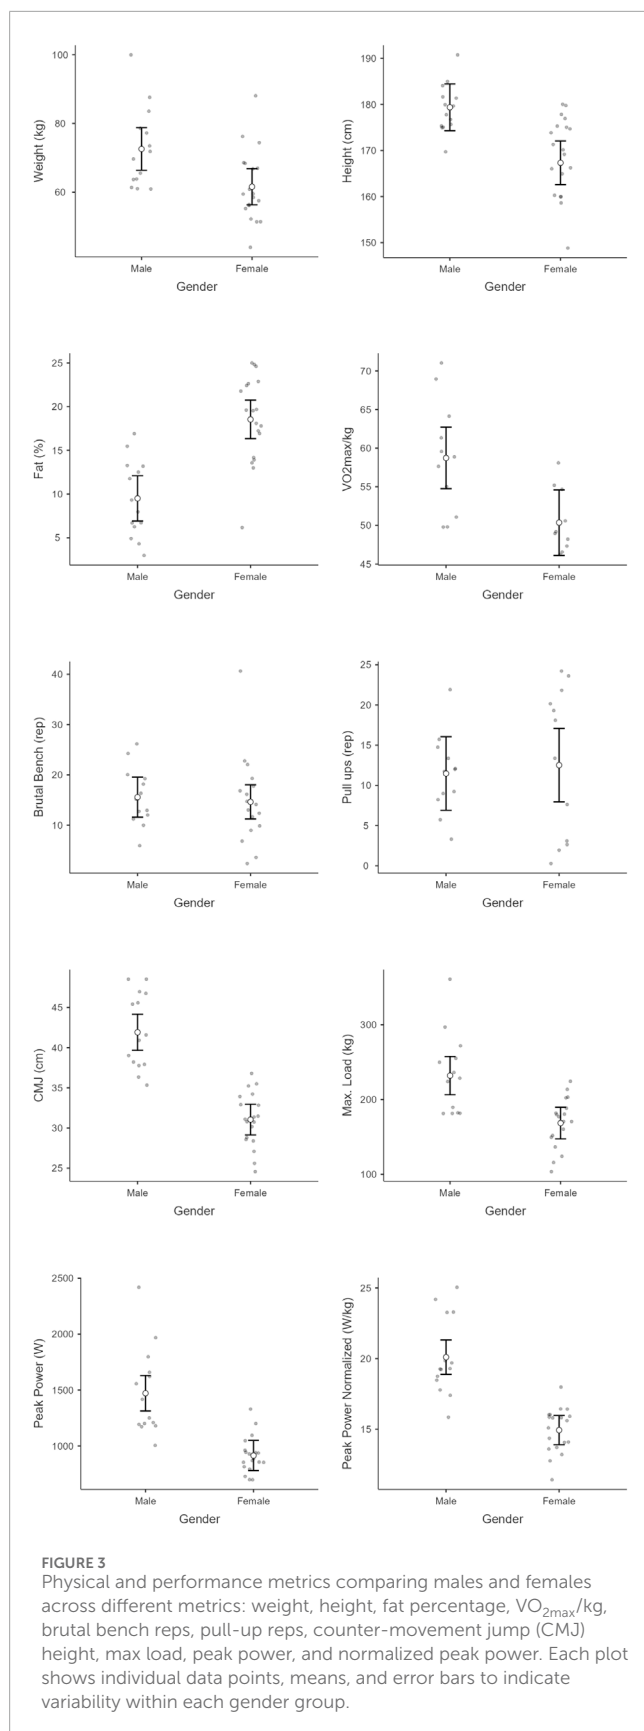 100
80
60
Weight (kg)
Male
Female
Gender
190
180
170
160
150
Height (cm)
Male
Female
Gender
25
20
15
10
5
Fat (%)
Male
Female
Gender
70
65
60
55
50
45
VO2max/kg
Male
Female
Gender
40
30
20
10
Brutal Bench (rep)
Male
Female
Gender
25
20
15
10
5
0
Pull ups (rep)
Male
Female
Gender
45
40
35
30
25
CMJ (cm)
Male
Female
Gender
300
200
100
Max. Load (kg)
Male
Female
Gender
2500
2000
1500
1000
Peak Power (W)
Male
Female
Gender
25
20
15
Peak Power Normalized (W/kg)
Male
Female
Gender
FIGURE 3
Physical and performance metrics comparing males and females
across different metrics: weight, height, fat percentage, VO2max/kg,
brutal bench reps, pull-up reps, counter-movement jump (CMJ)
height, max load, peak power, and normalized peak power. Each plot
shows individual data points, means, and error bars to indicate
variability within each gender group.